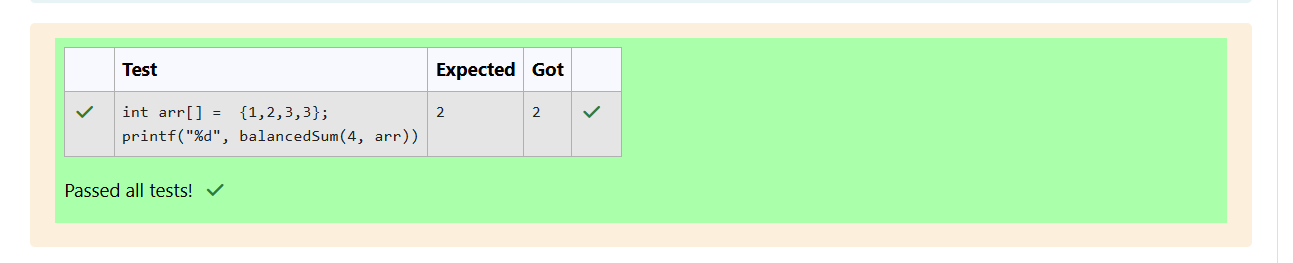 Test Expected Got
int arr[] =  {1,2,3,3}; 2 2
printf("%d", balancedSum(4, arr))
Passed all tests!